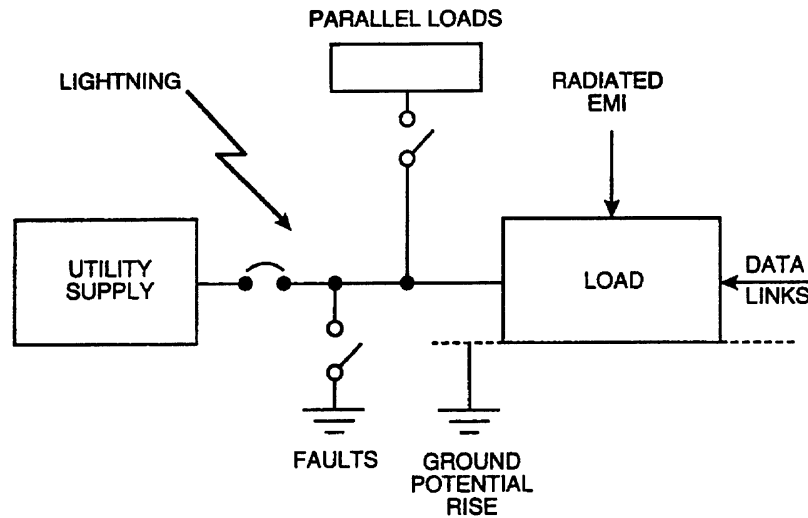 PARALLEL LOADS
LIGHTNING
RADIATED
EMI
UTILITY
SUPPLY
LOAD
DATA
LINKS
FAULTS
GROUND
POTENTIAL
RISE